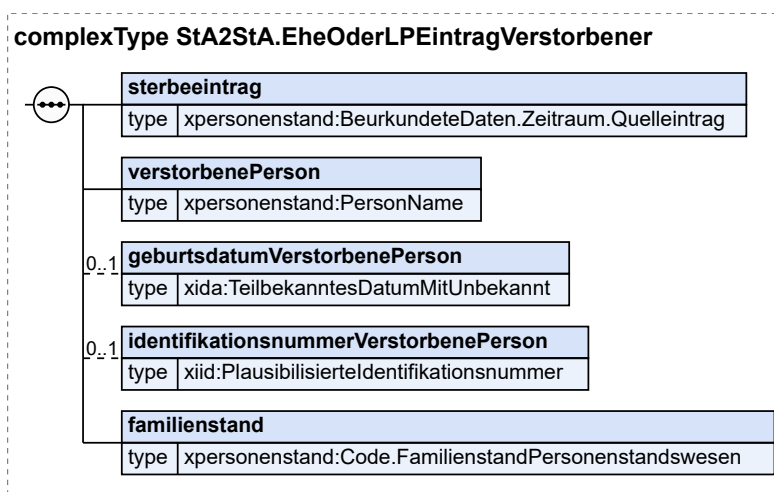 complexType StA2StA.EheOderLPEintragVerstorbener
sterbeeintrag
type xpersonenstand:BeurkundeteDaten.Zeitraum.Quelleintrag
verstorbenePerson
type xpersonenstand:PersonName
0..1 geburtsdatumVerstorbenePerson
type xida:TeilbekanntesDatumMitUnbekannt
0..1 identifikationsnummerVerstorbenePerson
type xiid:PlausibilisierteIdentifikationsnummer
familienstand
type xpersonenstand:Code.FamilienstandPersonenstandswesen